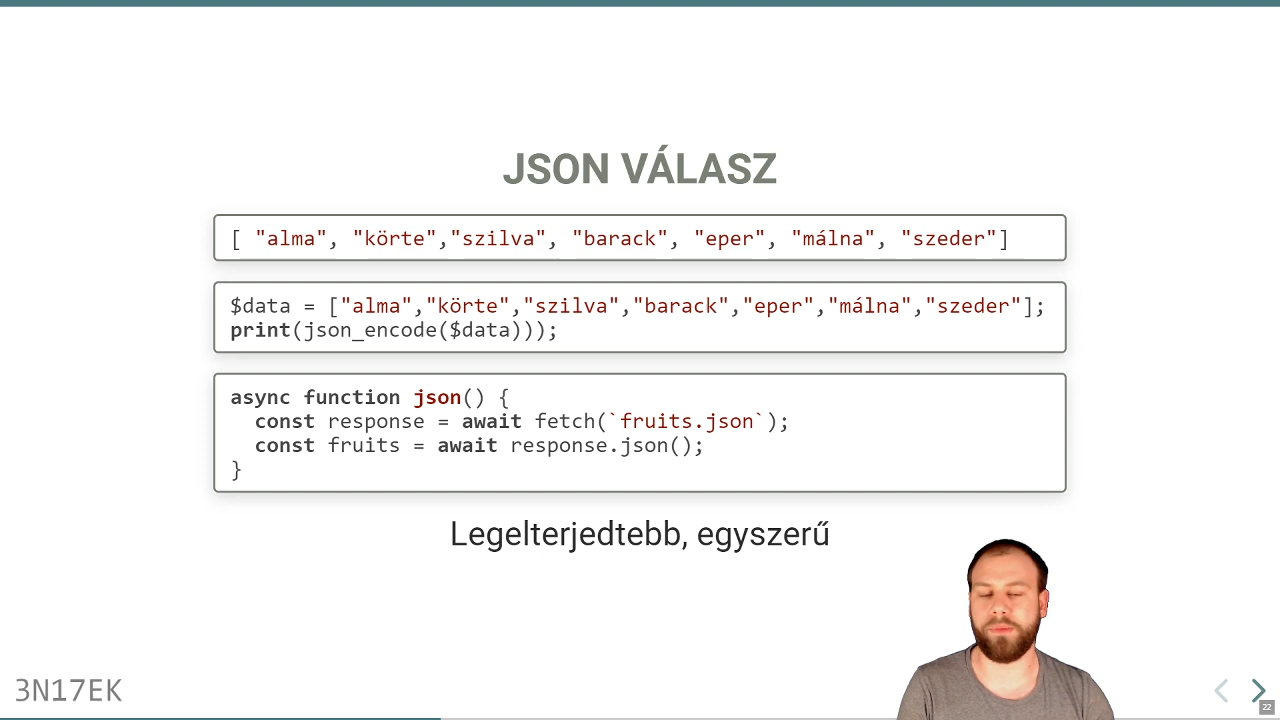 JSON VÁLASZ
[ "alma", "körte","szilva", "barack", "eper", "málna", "szeder"]
$data = ["alma","körte","szilva","barack","eper","málna","szeder"];
print(json_encode($data)));
async function json() {
  const response = await fetch(`fruits.json`);
  const fruits = await response.json();
}
Legelterjedtebb, egyszerű
3N17EK
22